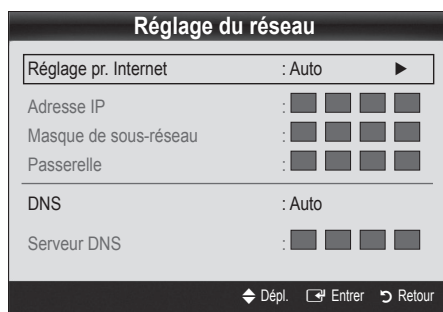 Réglage du réseau
Réglage pr. Internet : Auto ►
Adresse IP :
Masque de sous-réseau :
Passerelle :
DNS : Auto
Serveur DNS :
Dépl. Entrer Retour